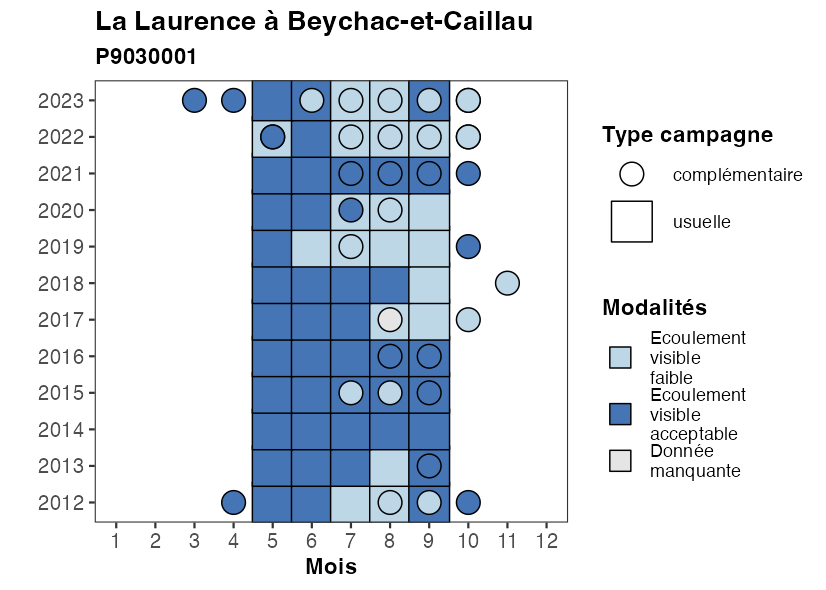 La Laurence à Beychac-et-Caillau
P9030001
2023
2022
2021
2020
2019
2018
2017
2016
2015
2014
2013
2012
1 2 3 4 5 6 7 8 9 10 11 12
Mois
Type campagne
complémentaire
usuelle
Modalités
Ecoulement
visible
faible
Ecoulement
visible
acceptable
Donnée
manquante